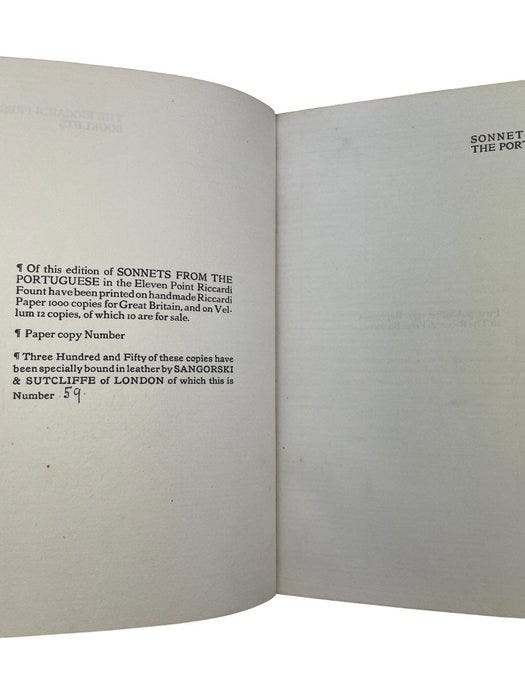 ¶ Of this edition of SONNETS FROM THE
PORTUGUESE in the Eleven Point Riccardi
Fount have been printed on handmade Riccardi
Paper 1000 copies for Great Britain, and on Vel-
lum 12 copies, of which 10 are for sale.
¶ Paper copy Number
¶ Three Hundred and Fifty of these copies have
been specially bound in leather by SANGORSKI
& SUTCLIFFE of LONDON of which this is
Number 59
SONNET
THE PORT